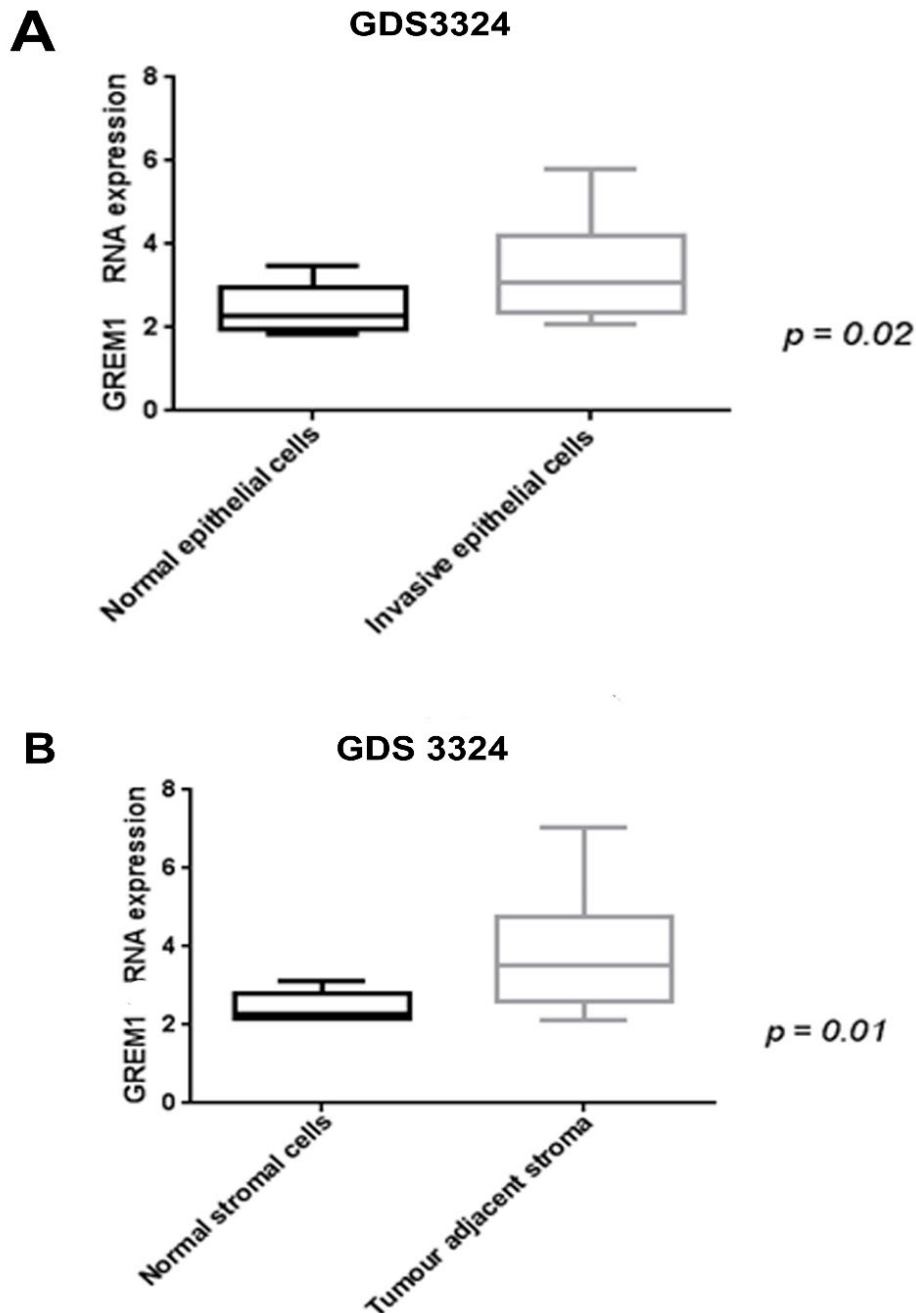 A
GDS3324
GREM1 RNA expression
8
6
4
2
0
Normal epithelial cells
Invasive epithelial cells
p = 0.02
B
GDS 3324
GREM1 RNA expression
8
6
4
2
0
Normal stromal cells
Tumour adjacent stroma
p = 0.01